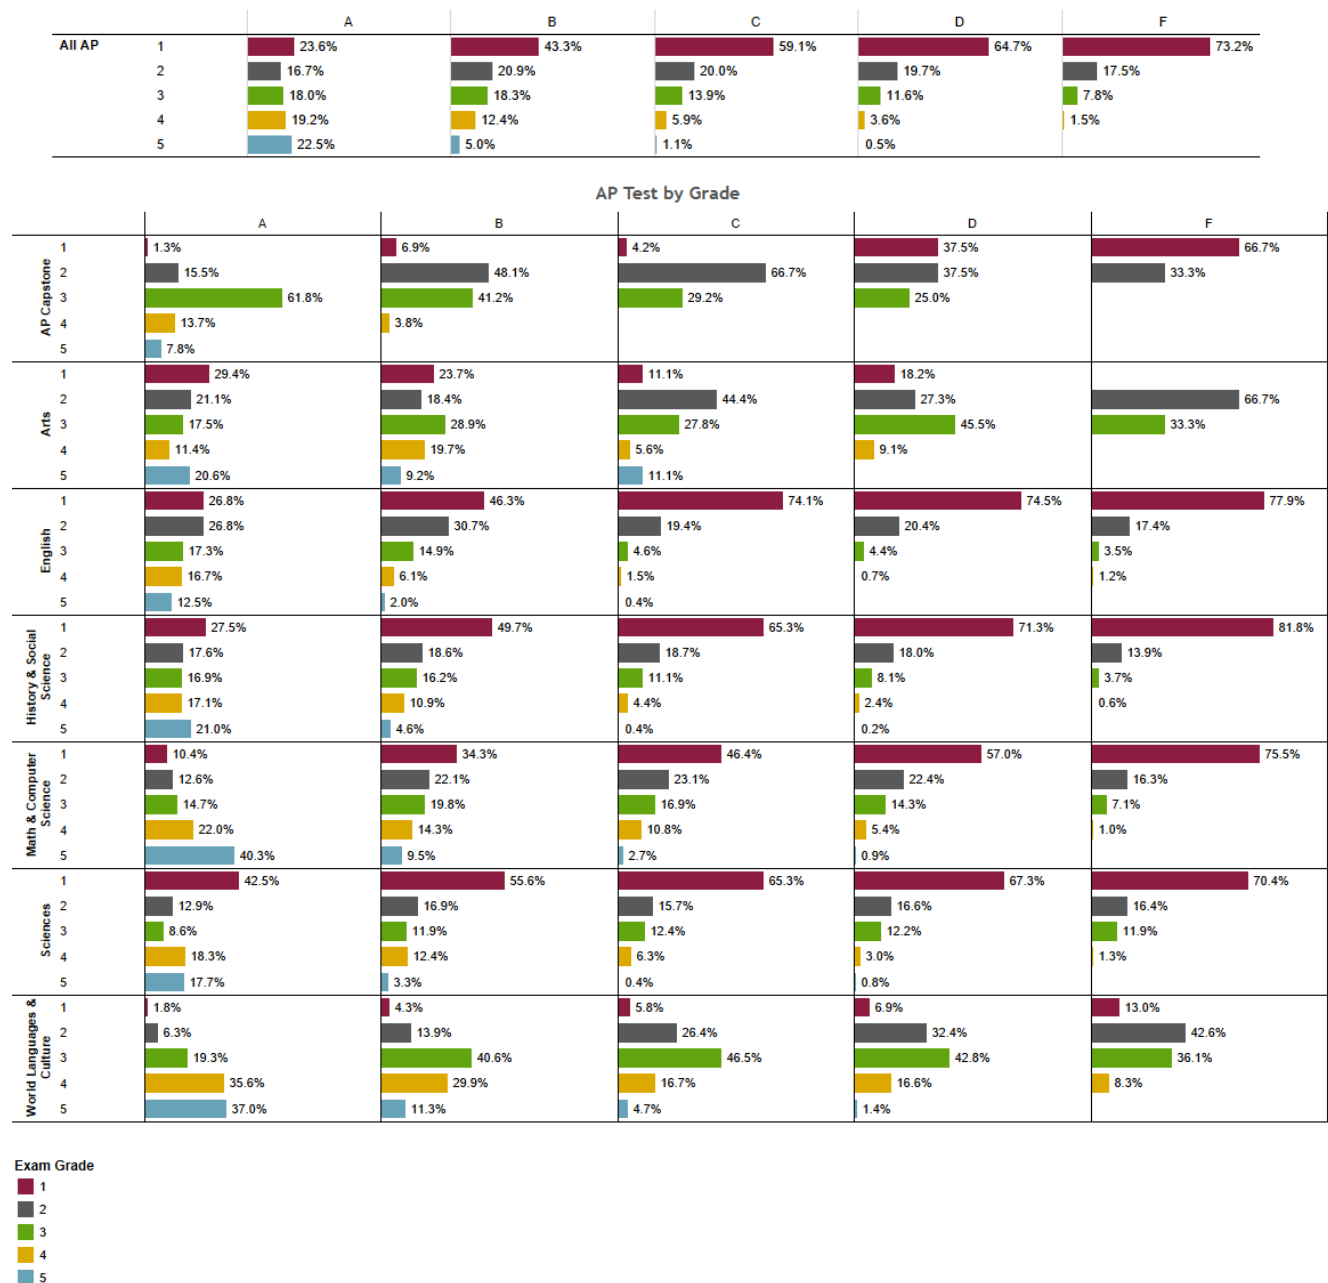 A B C D F
All AP 1 23.6% 43.3% 59.1% 64.7% 73.2%
2 16.7% 20.9% 20.0% 19.7% 17.5%
3 18.0% 18.3% 13.9% 11.6% 7.8%
4 19.2% 12.4% 5.9% 3.6% 1.5%
5 22.5% 5.0% 1.1% 0.5%
AP Test by Grade
A B C D F
AP Capstone
1 1.3% 6.9% 4.2% 37.5% 66.7%
2 15.5% 48.1% 66.7% 37.5% 33.3%
3 61.8% 41.2% 29.2% 25.0%
4 13.7% 3.8%
5 7.8%
Arts
1 29.4% 23.7% 11.1% 18.2%
2 21.1% 18.4% 44.4% 27.3% 66.7%
3 17.5% 28.9% 27.8% 45.5% 33.3%
4 11.4% 19.7% 5.6% 9.1%
5 20.6% 9.2% 11.1%
English
1 26.8% 46.3% 74.1% 74.5% 77.9%
2 26.8% 30.7% 19.4% 20.4% 17.4%
3 17.3% 14.9% 4.6% 4.4% 3.5%
4 16.7% 6.1% 1.5% 0.7% 1.2%
5 12.5% 2.0% 0.4%
History & Social
Science
1 27.5% 49.7% 65.3% 71.3% 81.8%
2 17.6% 18.6% 18.7% 18.0% 13.9%
3 16.9% 16.2% 11.1% 8.1% 3.7%
4 17.1% 10.9% 4.4% 2.4% 0.6%
5 21.0% 4.6% 0.4% 0.2%
Math & Computer
Science
1 10.4% 34.3% 46.4% 57.0% 75.5%
2 12.6% 22.1% 23.1% 22.4% 16.3%
3 14.7% 19.8% 16.9% 14.3% 7.1%
4 22.0% 14.3% 10.8% 5.4% 1.0%
5 40.3% 9.5% 2.7% 0.9%
Sciences
1 42.5% 55.6% 65.3% 67.3% 70.4%
2 12.9% 16.9% 15.7% 16.6% 16.4%
3 8.6% 11.9% 12.4% 12.2% 11.9%
4 18.3% 12.4% 6.3% 3.0% 1.3%
5 17.7% 3.3% 0.4% 0.8%
World Languages &
Culture
1 1.8% 4.3% 5.8% 6.9% 13.0%
2 6.3% 13.9% 26.4% 32.4% 42.6%
3 19.3% 40.6% 46.5% 42.8% 36.1%
4 35.6% 29.9% 16.7% 16.6% 8.3%
5 37.0% 11.3% 4.7% 1.4%
Exam Grade
1
2
3
4
5